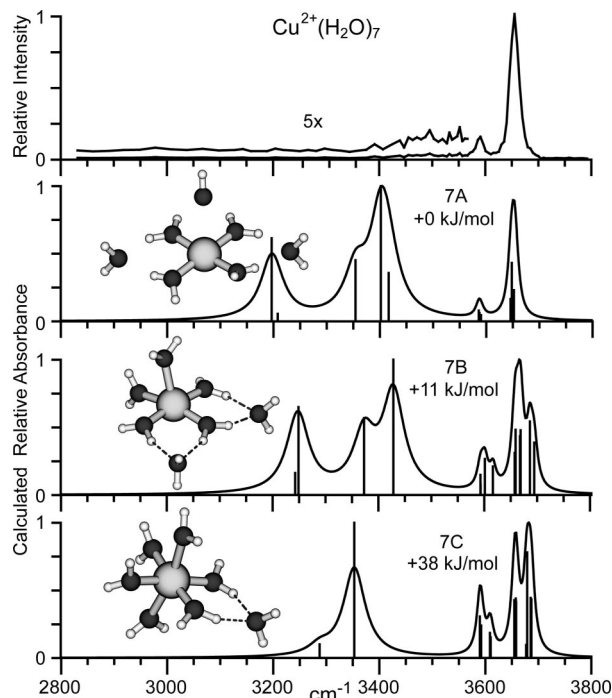 Cu²⁺(H₂O)₇
Relative Intensity
1
0
5x
7A
+0 kJ/mol
1
0
7B
+11 kJ/mol
1
0
7C
+38 kJ/mol
1
0
Calculated Relative Absorbance
2800 3000 3200 cm⁻¹ 3400 3600 3800